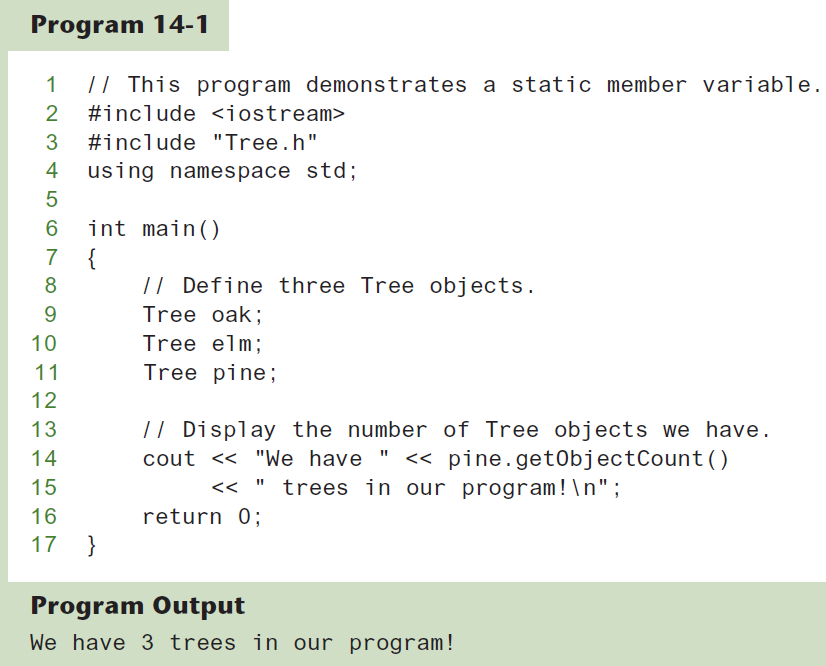 Program 14-1
1 // This program demonstrates a static member variable.
2 #include <iostream>
3 #include "Tree.h"
4 using namespace std;
5
6 int main()
7 {
8     // Define three Tree objects.
9     Tree oak;
10     Tree elm;
11     Tree pine;
12
13     // Display the number of Tree objects we have.
14     cout << "We have " << pine.getObjectCount()
15          << " trees in our program!\n";
16     return 0;
17 }
Program Output
We have 3 trees in our program!